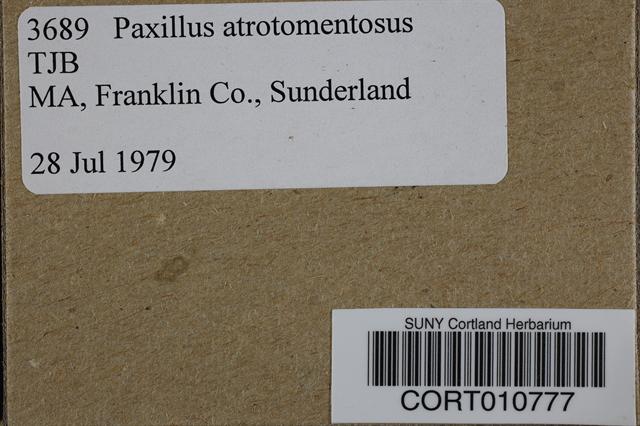 3689 Paxillus atrotomentosus
TJB
MA, Franklin Co., Sunderland
28 Jul 1979
SUNY Cortland Herbarium
CORT010777